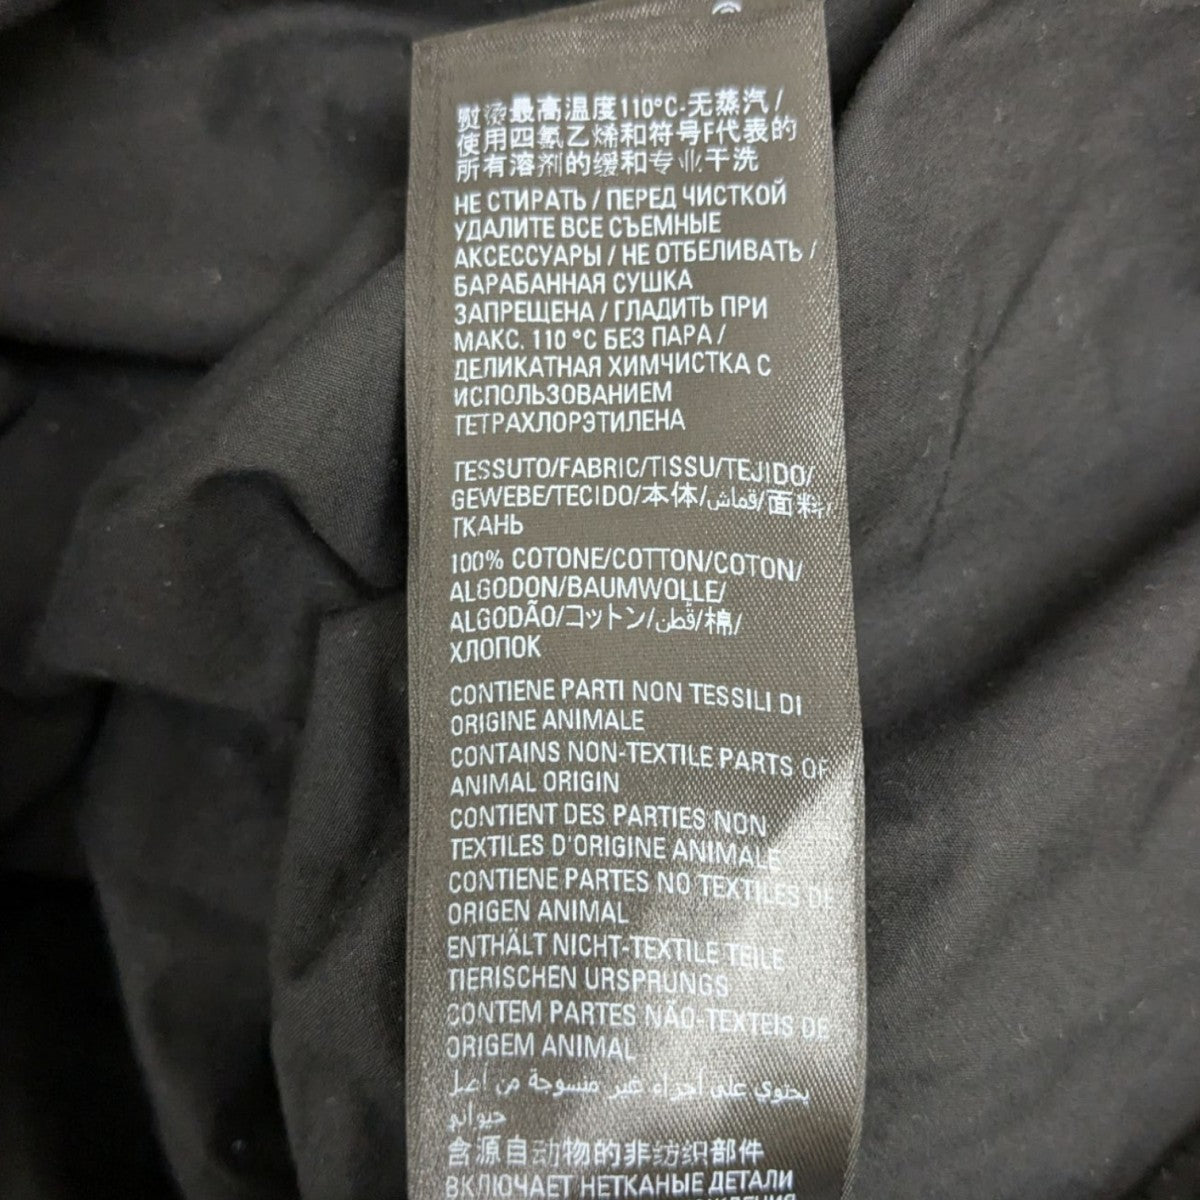 熨烫最高温度110°C-无蒸汽/
使用四氯乙烯和符号F代表的
所有溶剂的缓和专业干洗
НЕ СТИРАТЬ / ПЕРЕД ЧИСТКОЙ
УДАЛИТЕ ВСЕ СЪЕМНЫЕ
АКСЕССУАРЫ / НЕ ОТБЕЛИВАТЬ /
БАРАБАННАЯ СУШКА
ЗАПРЕЩЕНА / ГЛАДИТЬ ПРИ
МАКС. 110 °C БЕЗ ПАРА /
ДЕЛИКАТНАЯ ХИМЧИСТКА С
ИСПОЛЬЗОВАНИЕМ
ТЕТРАХЛОРЭТИЛЕНА
TESSUTO/FABRIC/TISSU/TEJIDO/
GEWEBE/TECIDO/本体/قماش/面料/
ТКАНЬ
100% COTONE/COTTON/COTON/
ALGODON/BAUMWOLLE/
ALGODÃO/コットン/قطن/棉/
ХЛОПОК
CONTIENE PARTI NON TESSILI DI
ORIGINE ANIMALE
CONTAINS NON-TEXTILE PARTS OF
ANIMAL ORIGIN
CONTIENT DES PARTIES NON
TEXTILES D'ORIGINE ANIMALE
CONTIENE PARTES NO TEXTILES DE
ORIGEN ANIMAL
ENTHÄLT NICHT-TEXTILE TEILE
TIERISCHEN URSPRUNGS
CONTEM PARTES NÃO-TEXTEIS DE
ORIGEM ANIMAL
يحتوي على أجزاء غير منسوجة من أصل
حيواني
含源自动物的非纺织部件
ВКЛЮЧАЕТ НЕТКАНЫЕ ДЕТАЛИ